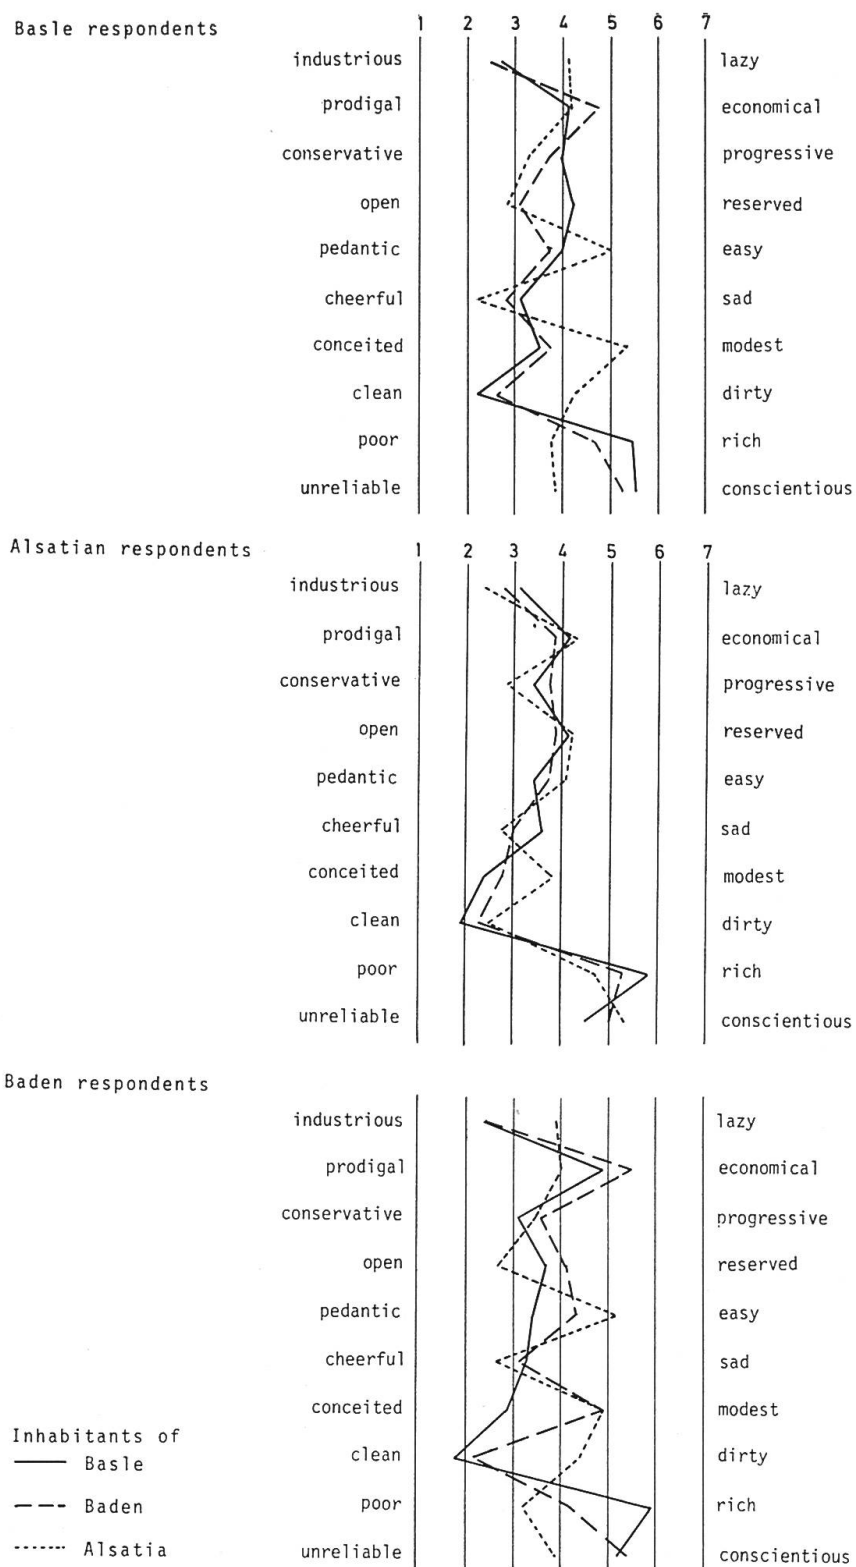 Basle respondents
1 2 3 4 5 6 7
industrious lazy
prodigal economical
conservative progressive
open reserved
pedantic easy
cheerful sad
conceited modest
clean dirty
poor rich
unreliable conscientious
Alsatian respondents
1 2 3 4 5 6 7
industrious lazy
prodigal economical
conservative progressive
open reserved
pedantic easy
cheerful sad
conceited modest
clean dirty
poor rich
unreliable conscientious
Baden respondents
industrious lazy
prodigal economical
conservative progressive
open reserved
pedantic easy
cheerful sad
conceited modest
Inhabitants of
clean dirty
Basle
poor rich
Baden
unreliable conscientious
Alsatia